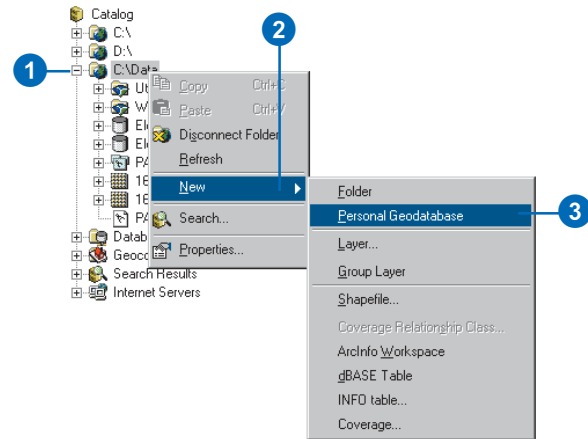 Catalog
C:\
D:\
1
C:\Data
2
Copy Ctrl+C
Paste Ctrl+V
Disconnect Folder
Refresh
New
Search...
Properties...
Search Results
Internet Servers
Folder
Personal Geodatabase
3
Layer...
Group Layer
Shapefile...
Coverage Relationship Class...
ArcInfo Workspace
dBASE Table
INFO table...
Coverage...